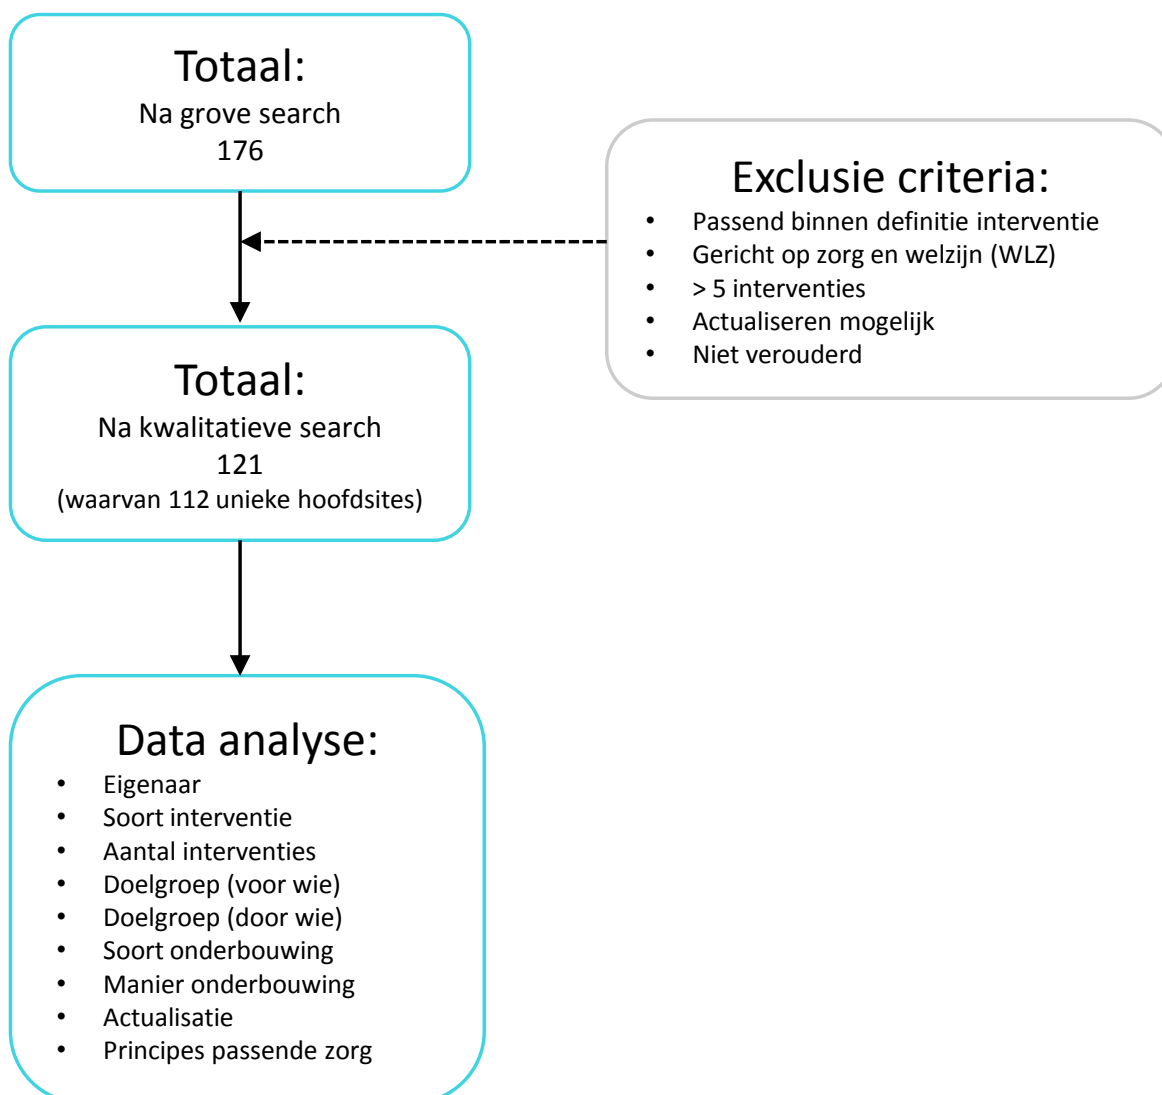 Totaal:
Na grove search
176
Exclusie criteria:
• Passend binnen definitie interventie
• Gericht op zorg en welzijn (WLZ)
• > 5 interventies
• Actualiseren mogelijk
• Niet verouderd
Totaal:
Na kwalitatieve search
121
(waarvan 112 unieke hoofdsites)
Data analyse:
• Eigenaar
• Soort interventie
• Aantal interventies
• Doelgroep (voor wie)
• Doelgroep (door wie)
• Soort onderbouwing
• Manier onderbouwing
• Actualisatie
• Principes passende zorg